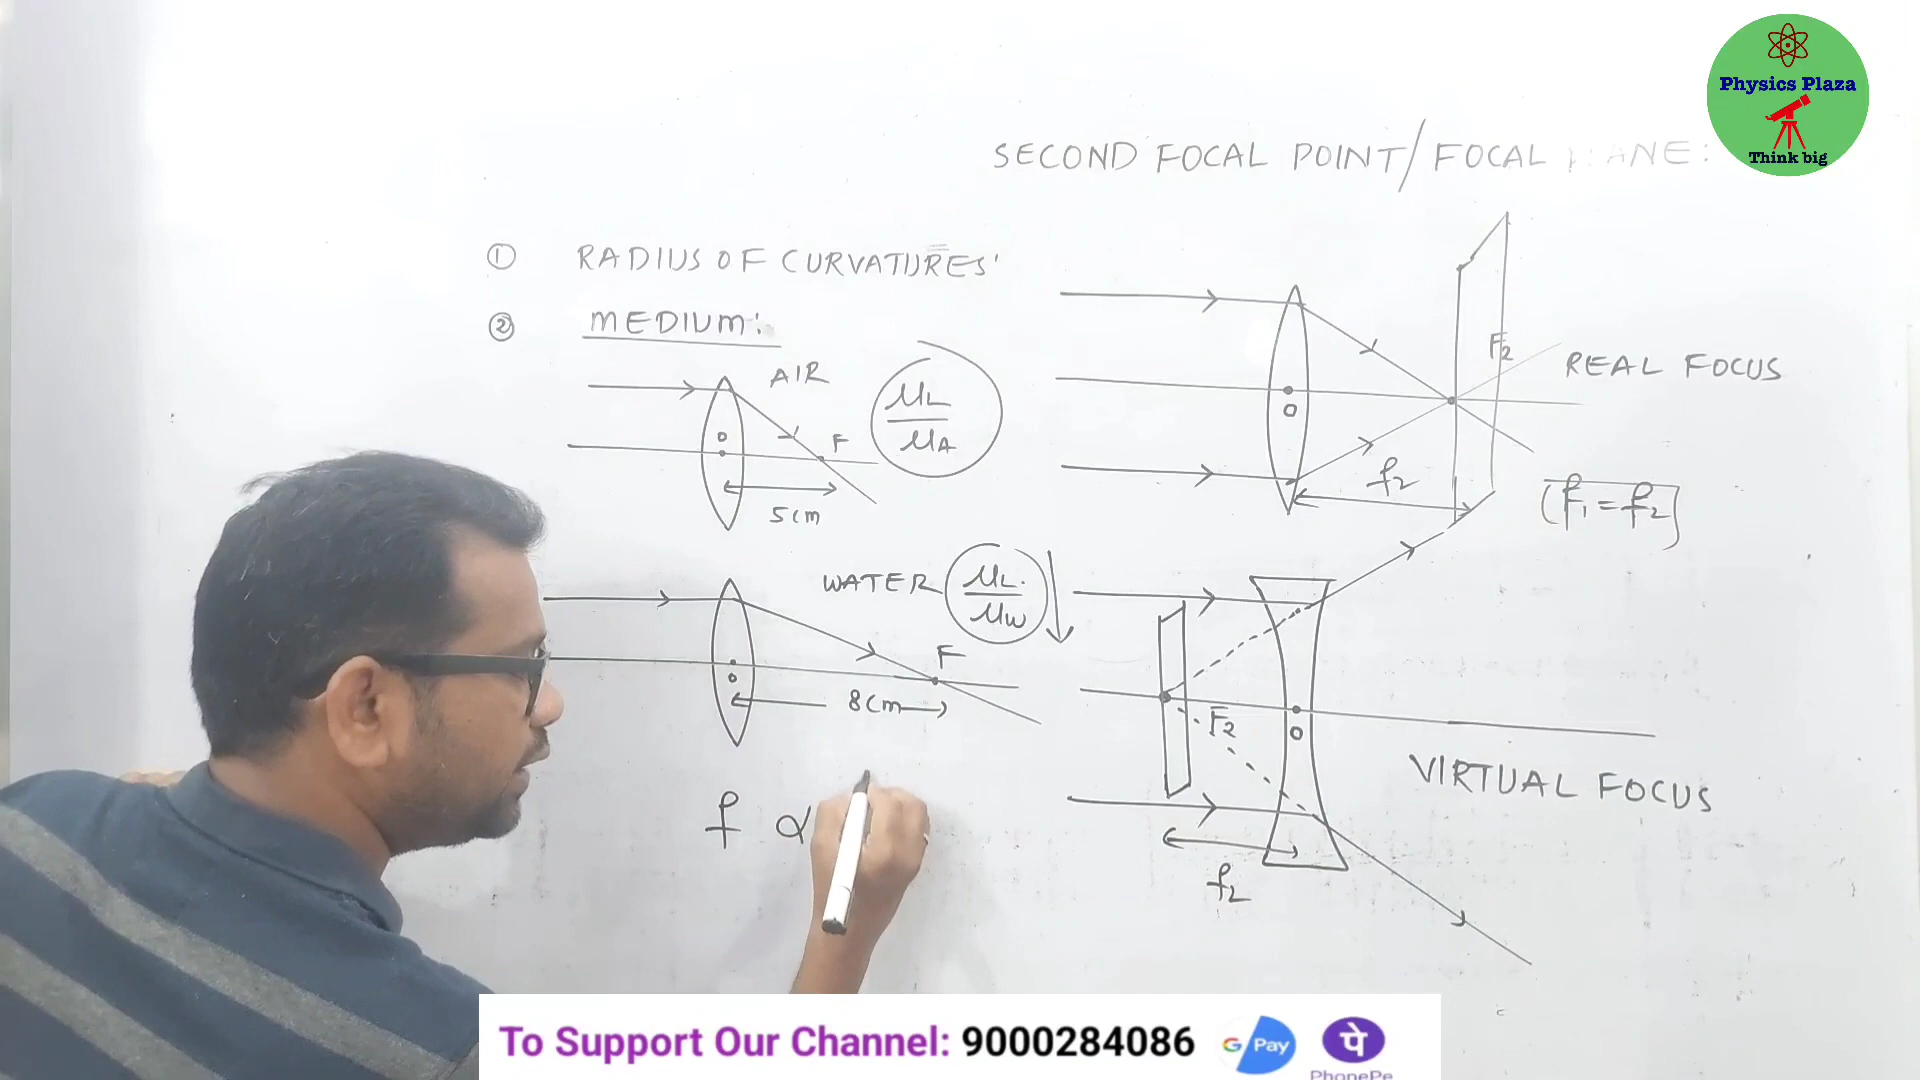 Physics Plaza
Think big
SECOND FOCAL POINT/FOCAL PLANE:
① RADIUS OF CURVATURES'
② MEDIUM:
AIR
μL
μA
O
F
5cm
WATER
μL.
μW
F
O
8cm
f α
F2
REAL FOCUS
O
f2
(f1 = f2)
F2
O
VIRTUAL FOCUS
f2
To Support Our Channel: 9000284086
G Pay
पे
PhonePe